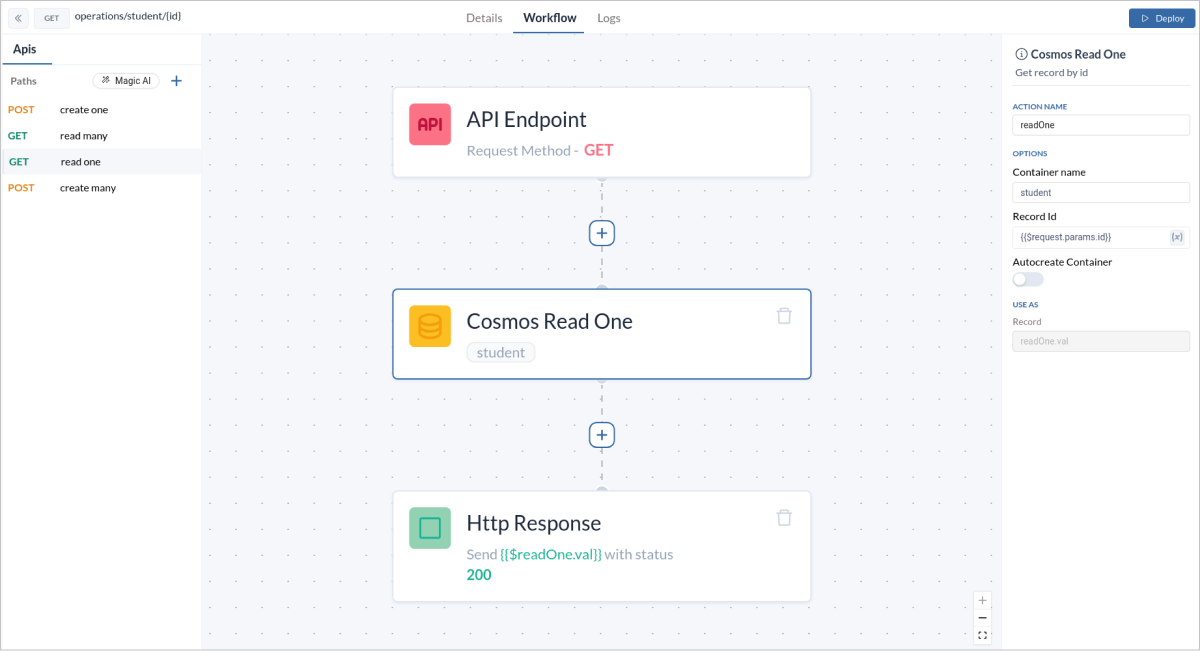 GET
operations/student/[id]
Details
Workflow
Logs
Deploy
Apis
Paths
Magic AI
POST create one
GET read many
GET read one
POST create many
API
API Endpoint
Request Method - GET
Cosmos Read One
student
Http Response
Send {{$readOne.val}} with status
200
Cosmos Read One
Get record by id
ACTION NAME
readOne
OPTIONS
Container name
student
Record Id
{{$request.params.id}}
{x}
Autocreate Container
USE AS
Record
readOne.val